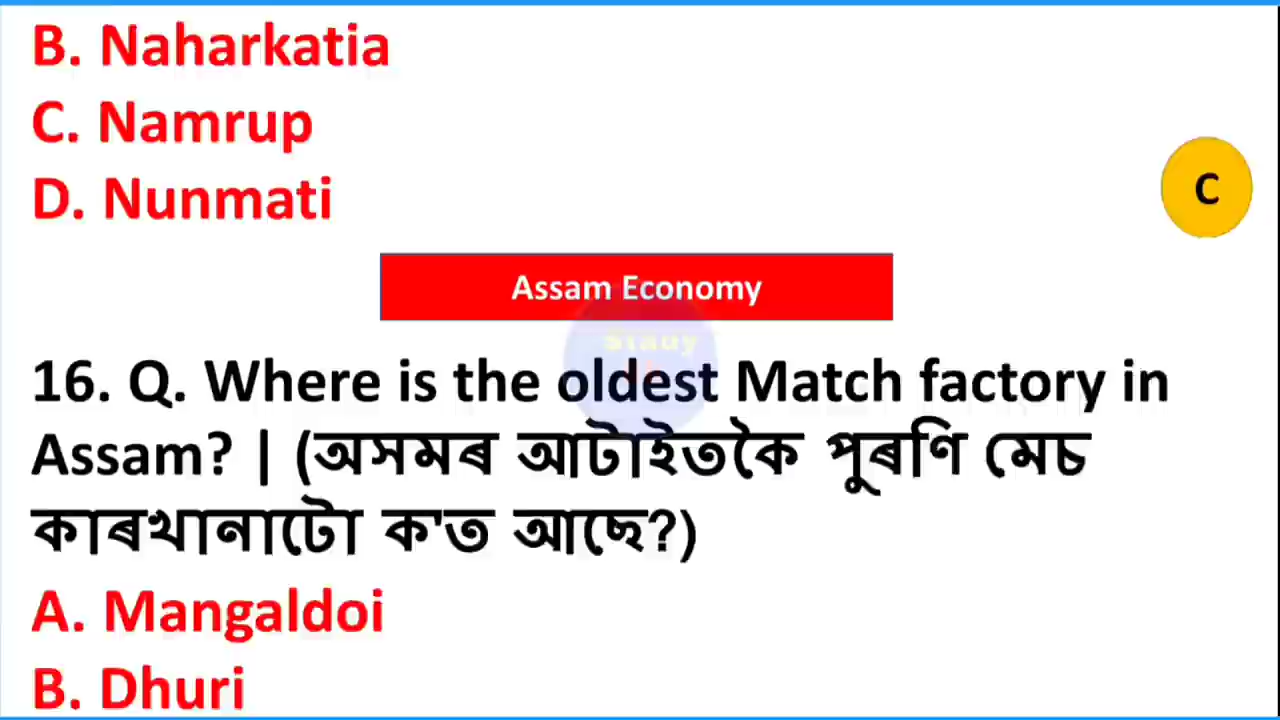 B. Naharkatia
C. Namrup
D. Nunmati
C
Assam Economy
Study
16. Q. Where is the oldest Match factory in
Assam? | (অসমৰ আটাইতকৈ পুৰণি মেচ
কাৰখানাটো ক'ত আছে?)
A. Mangaldoi
B. Dhuri